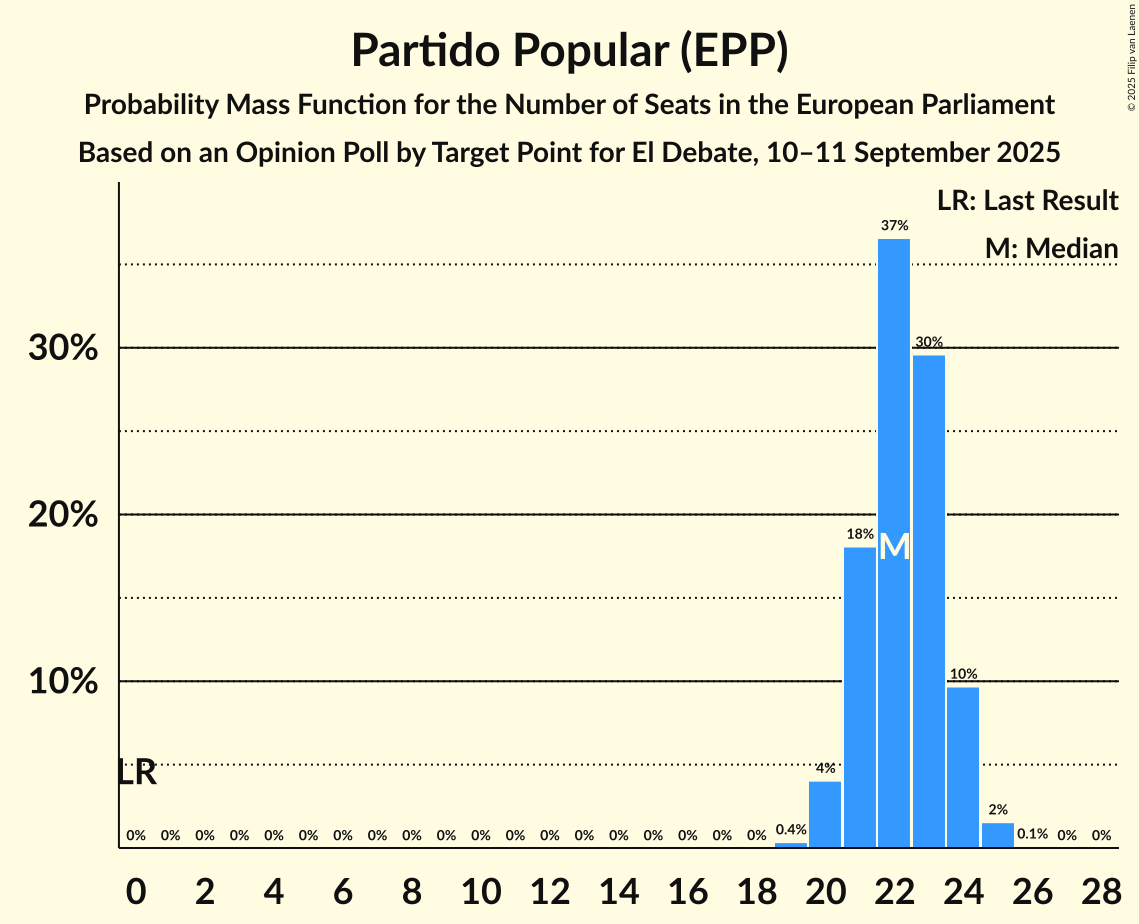 Partido Popular (EPP)
Probability Mass Function for the Number of Seats in the European Parliament
Based on an Opinion Poll by Target Point for El Debate, 10–11 September 2025
© 2025 Filip van Laenen
LR: Last Result
M: Median
37%
30%
30%
20%
18%
M
10%
10%
LR
4%
0% 0% 0% 0% 0% 0% 0% 0% 0% 0% 0% 0% 0% 0% 0% 0% 0% 0% 0% 0.4% 2% 0.1% 0% 0%
0 2 4 6 8 10 12 14 16 18 20 22 24 26 28